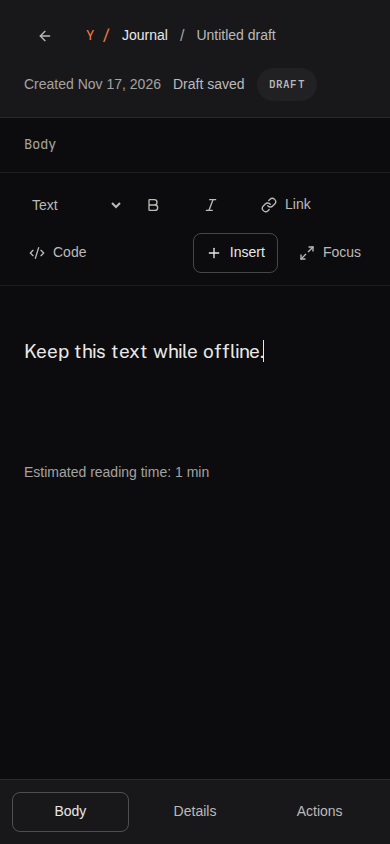 Y / Journal / Untitled draft
Created Nov 17, 2026 Draft saved DRAFT
Body
Text B I Link
Code Insert Focus
Keep this text while offline.
Estimated reading time: 1 min
Body Details Actions